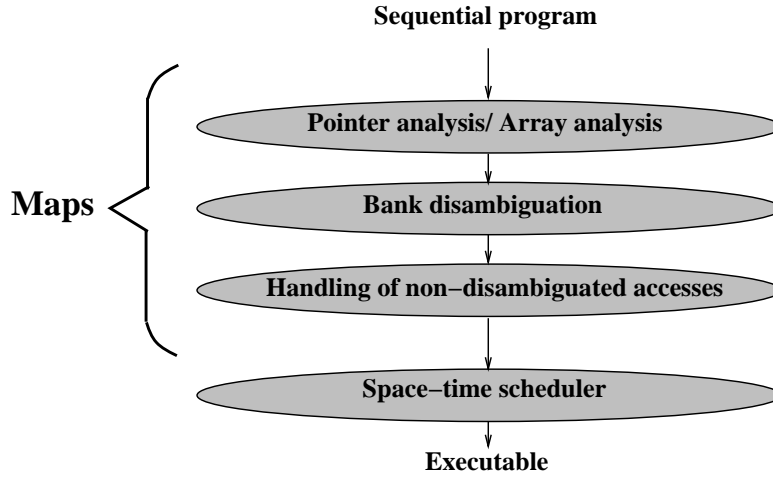 Sequential program
Pointer analysis/ Array analysis
Bank disambiguation
Maps
Handling of non−disambiguated accesses
Space−time scheduler
Executable